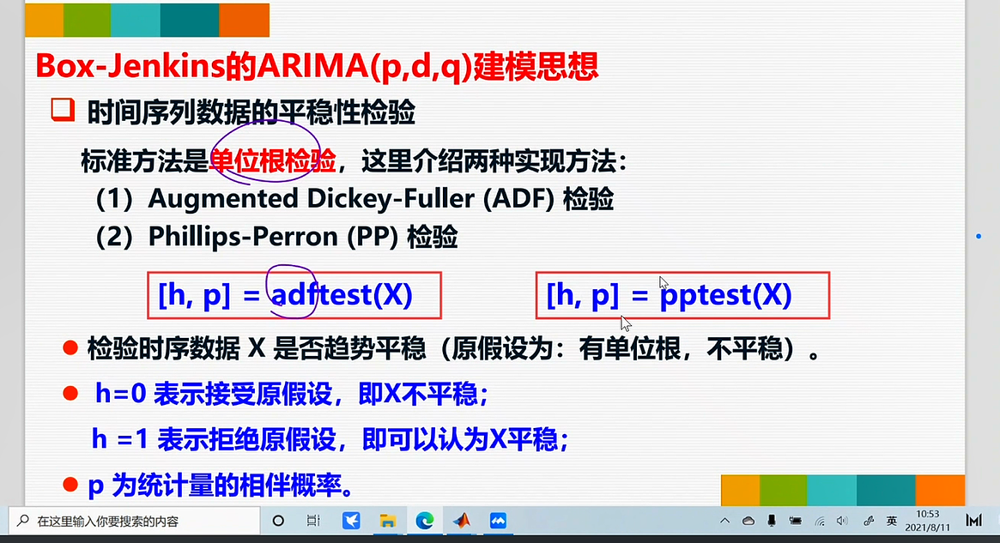 Box-Jenkins的ARIMA(p,d,q)建模思想
时间序列数据的平稳性检验
标准方法是单位根检验，这里介绍两种实现方法：
（1）Augmented Dickey-Fuller (ADF) 检验
（2）Phillips-Perron (PP) 检验
[h, p] = adftest(X)
[h, p] = pptest(X)
检验时序数据 X 是否趋势平稳（原假设为：有单位根，不平稳）。
h=0 表示接受原假设，即X不平稳；
h =1 表示拒绝原假设，即可以认为X平稳；
p 为统计量的相伴概率。
在这里输入你要搜索的内容
英
10:53
2021/8/11